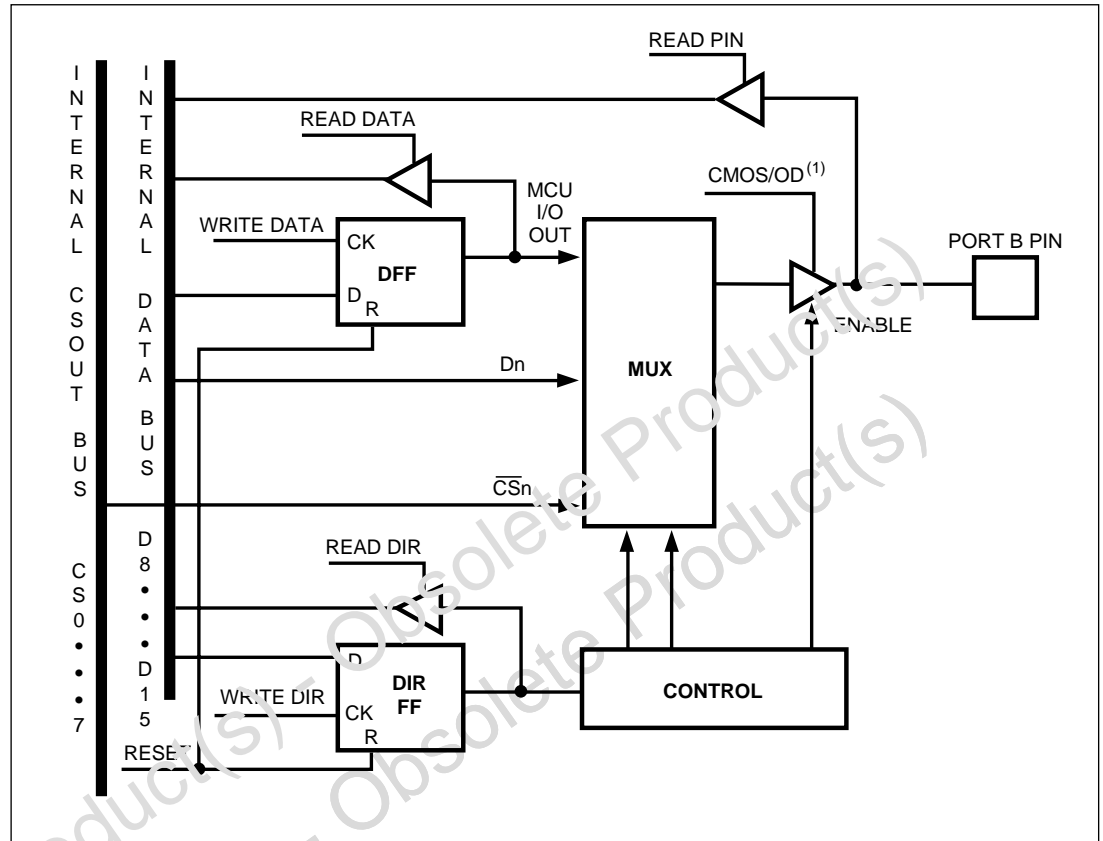 READ PIN
READ DATA
CMOS/OD(1)
MCU
I/O
OUT
WRITE DATA
CK
DFF
D
R
PORT B PIN
ENABLE
Dn
MUX
C̅S̅n
READ DIR
D
DIR
FF
WRITE DIR
CK
R
CONTROL
RESET
INTERNAL CSOUT BUS CS0 • • • 7
INTERNAL DATA BUS D8 • • • D15
Obsolete Product(s)
Obsolete Product(s)
oduct(s) - Obsolete Product(s)